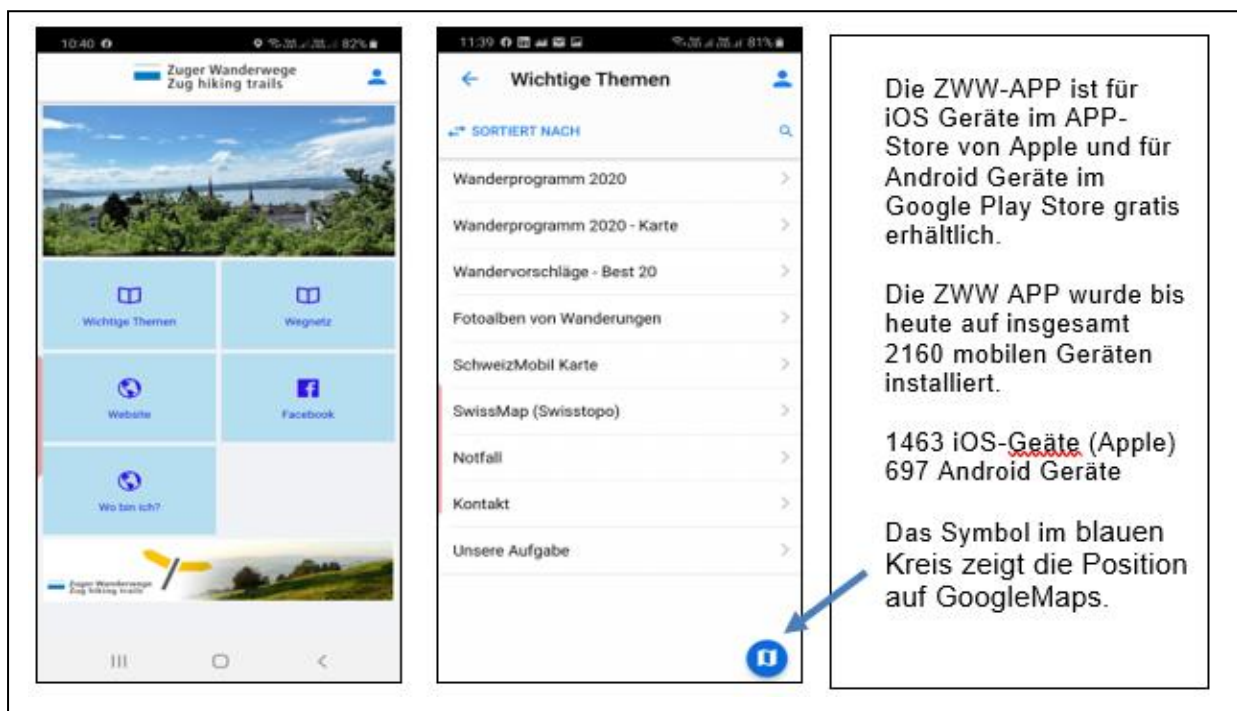 10:40
82%
Zuger Wanderwege
Zug hiking trails
Wichtige Themen
Wegnetz
Website
Facebook
Wo bin ich?
Zuger Wanderwege
Zug hiking trails
11:39
81%
Wichtige Themen
SORTIERT NACH
Wanderprogramm 2020
Wanderprogramm 2020 - Karte
Wandervorschläge - Best 20
Fotoalben von Wanderungen
SchweizMobil Karte
SwissMap (Swisstopo)
Notfall
Kontakt
Unsere Aufgabe
Die ZWW-APP ist für
iOS Geräte im APP-
Store von Apple und für
Android Geräte im
Google Play Store gratis
erhältlich.
Die ZWW APP wurde bis
heute auf insgesamt
2160 mobilen Geräten
installiert.
1463 iOS-Geäte (Apple)
697 Android Geräte
Das Symbol im blauen
Kreis zeigt die Position
auf GoogleMaps.